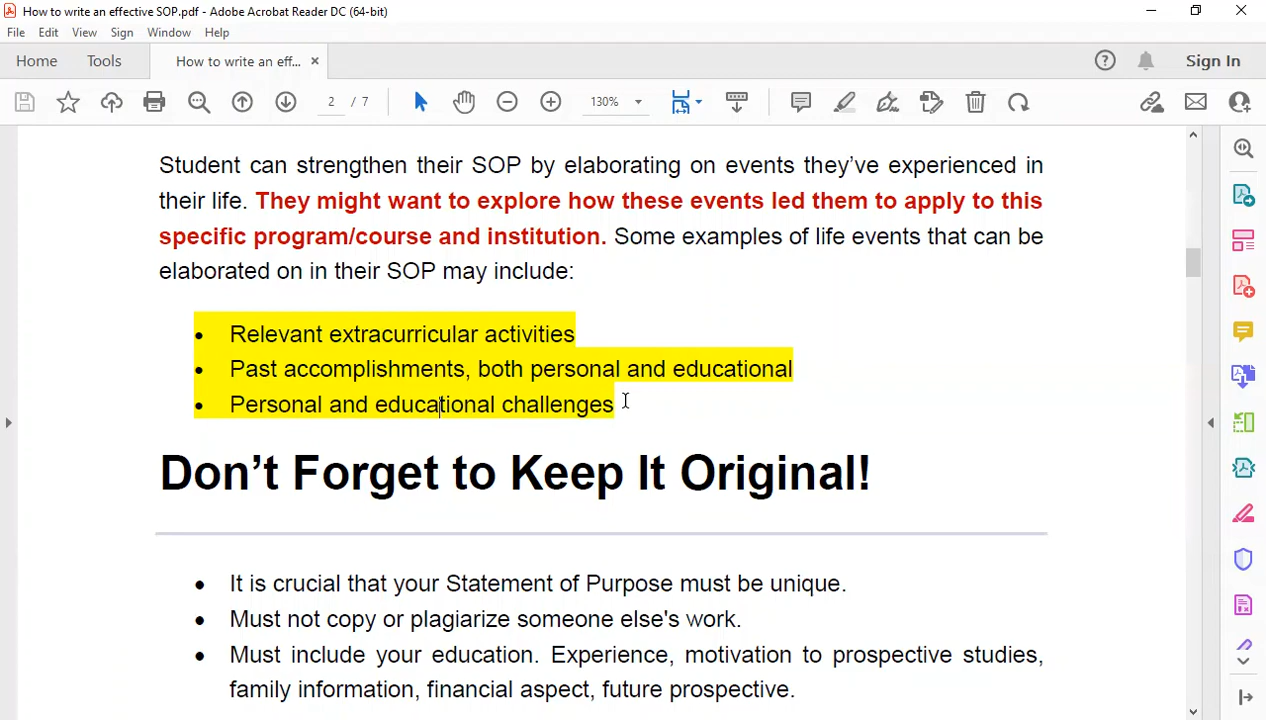 How to write an effective SOP.pdf - Adobe Acrobat Reader DC (64-bit)
File Edit View Sign Window Help
Home Tools How to write an eff... × Sign In
2 / 7 130%
Student can strengthen their SOP by elaborating on events they’ve experienced in
their life. They might want to explore how these events led them to apply to this
specific program/course and institution. Some examples of life events that can be
elaborated on in their SOP may include:
• Relevant extracurricular activities
• Past accomplishments, both personal and educational
• Personal and educational challenges
Don’t Forget to Keep It Original!
• It is crucial that your Statement of Purpose must be unique.
• Must not copy or plagiarize someone else's work.
• Must include your education. Experience, motivation to prospective studies,
family information, financial aspect, future prospective.